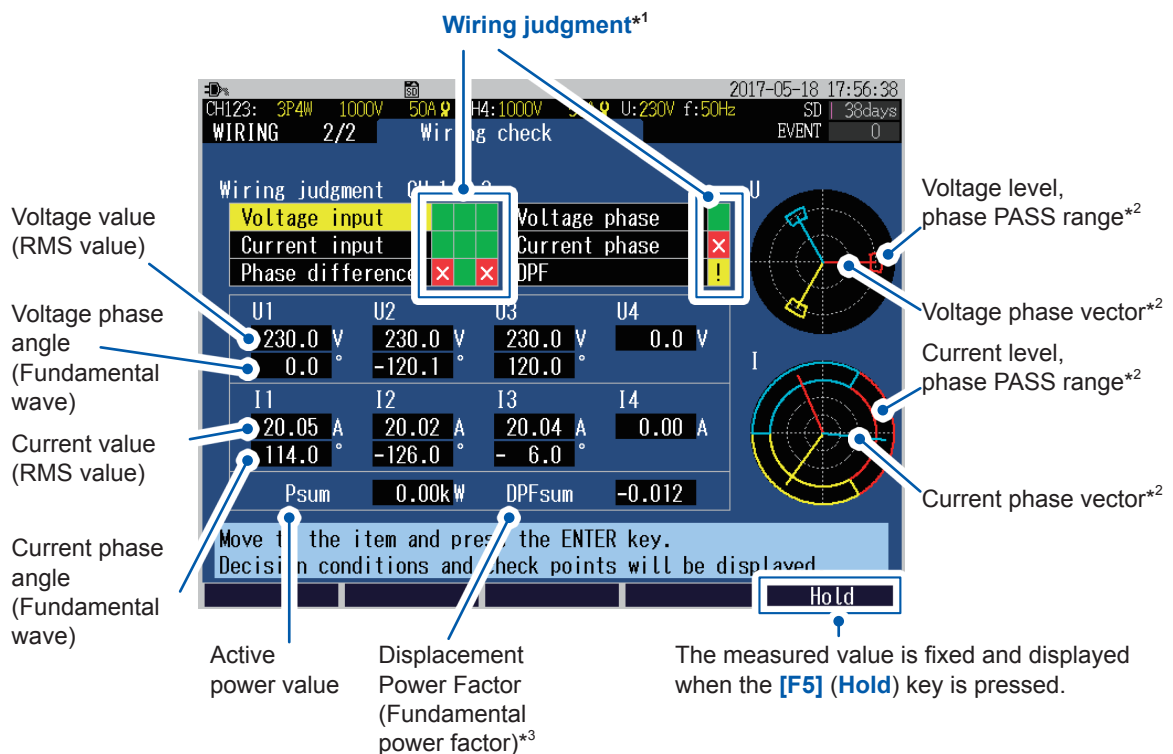 Wiring judgment*1
SD
2017-05-18 17:56:38
CH123: 3P4W 1000V 50A H4:1000V U:230V f:50Hz SD 38days
WIRING 2/2 Wiring check EVENT 0
Wiring judgment
Voltage input
Current input
Phase difference
Voltage phase
Current phase
DPF
U
U1 U2 U3 U4
230.0 V 230.0 V 230.0 V 0.0 V
0.0 ° -120.1 ° 120.0 °
I
I1 I2 I3 I4
20.05 A 20.02 A 20.04 A 0.00 A
114.0 ° -126.0 ° - 6.0 °
Psum 0.00kW DPFsum -0.012
Move to the item and press the ENTER key.
Decision conditions and check points will be displayed
Hold
Voltage value
(RMS value)
Voltage phase
angle
(Fundamental
wave)
Current value
(RMS value)
Current phase
angle
(Fundamental
wave)
Voltage level,
phase PASS range*2
Voltage phase vector*2
Current level,
phase PASS range*2
Current phase vector*2
Active
power value
Displacement
Power Factor
(Fundamental
power factor)*3
The measured value is fixed and displayed
when the [F5] (Hold) key is pressed.